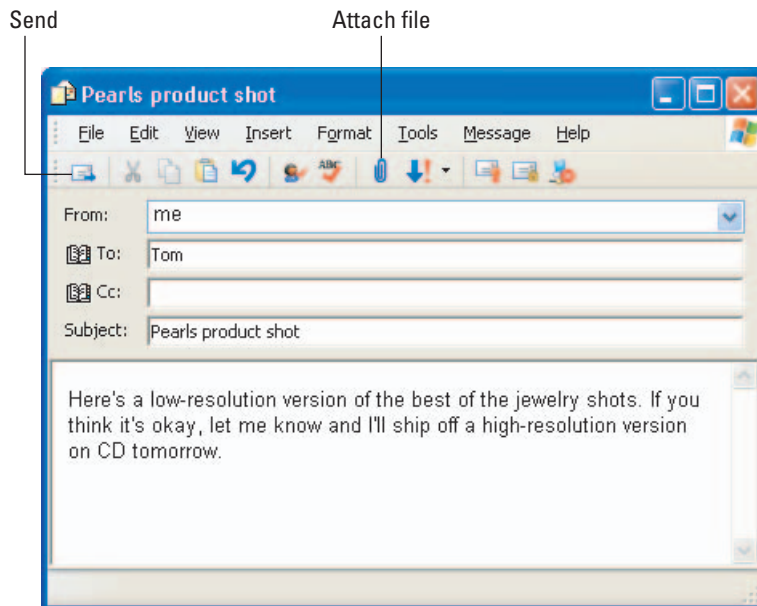 Send Attach file
Pearls product shot
File Edit View Insert Format Tools Message Help
ABC
From: me
To: Tom
Cc:
Subject: Pearls product shot
Here's a low-resolution version of the best of the jewelry shots. If you
think it's okay, let me know and I'll ship off a high-resolution version
on CD tomorrow.